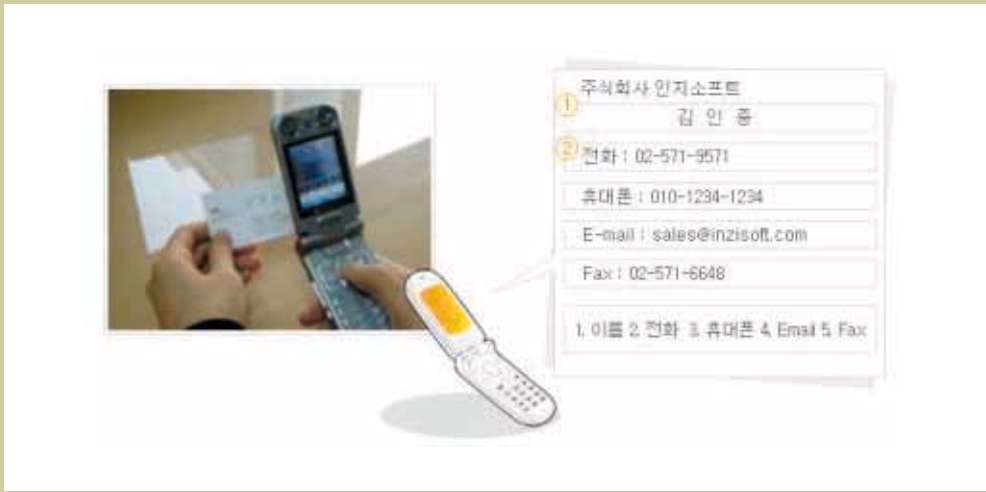 주식회사 인지소프트
①
김 인 증
② 전화 : 02-571-9571
휴대폰 : 010-1234-1234
E-mail : sales@inzisoft.com
Fax : 02-571-6648
1. 이름 2. 전화 3. 휴대폰 4. Email 5. Fax